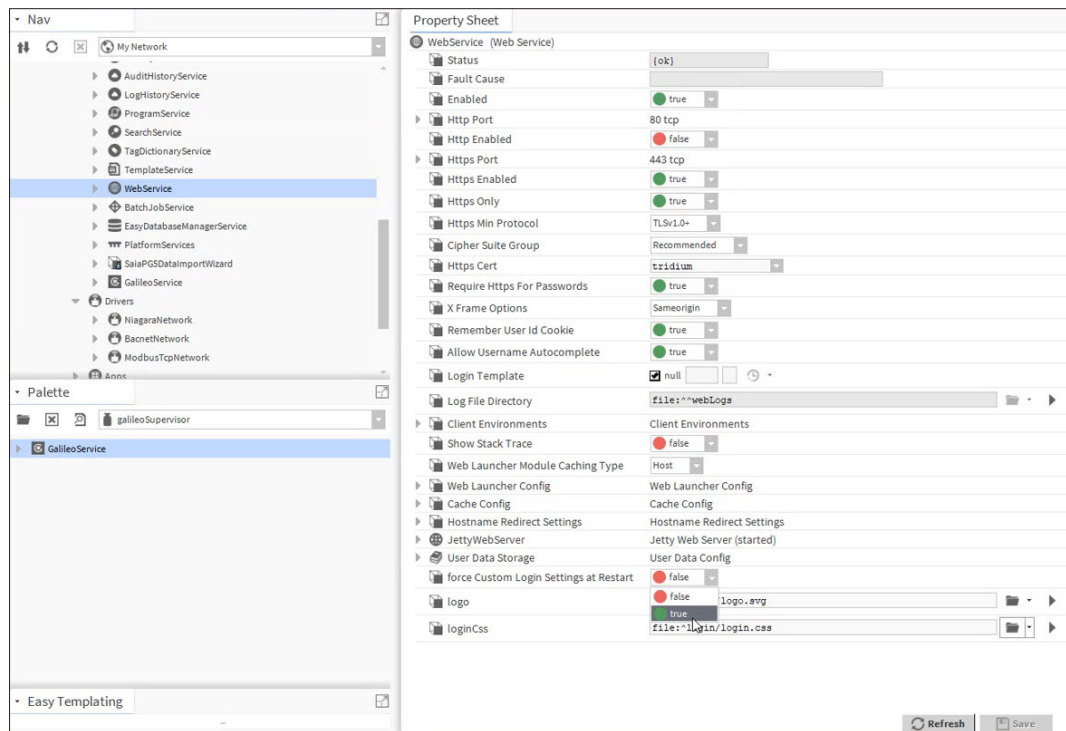 Nav
My Network
AuditHistoryService
LogHistoryService
ProgramService
SearchService
TagDictionaryService
TemplateService
WebService
BatchJobService
EasyDatabaseManagerService
PlatformServices
SaiaPG5DataImportWizard
GalileoService
Drivers
NiagaraNetwork
BacnetNetwork
ModbusTcpNetwork
Apps
Palette
galileoSupervisor
GalileoService
Easy Templating
Property Sheet
WebService (Web Service)
Status {ok}
Fault Cause
Enabled true
Http Port 80 tcp
Http Enabled false
Https Port 443 tcp
Https Enabled true
Https Only true
Https Min Protocol TLSv1.0+
Cipher Suite Group Recommended
Https Cert tridium
Require Https For Passwords true
X Frame Options Sameorigin
Remember User Id Cookie true
Allow Username Autocomplete true
Login Template null
Log File Directory file:^^webLogs
Client Environments Client Environments
Show Stack Trace false
Web Launcher Module Caching Type Host
Web Launcher Config Web Launcher Config
Cache Config Cache Config
Hostname Redirect Settings Hostname Redirect Settings
JettyWebServer Jetty Web Server (started)
User Data Storage User Data Config
force Custom Login Settings at Restart false
false
logo /logo.svg
true
loginCss file:^login/login.css
Refresh Save